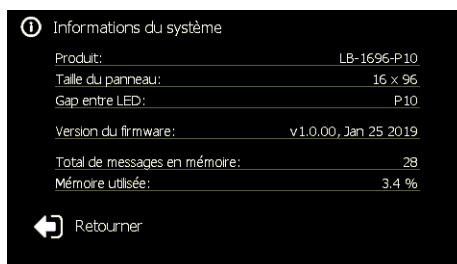 Informations du système
Produit: LB-1696-P10
Taille du panneau: 16 × 96
Gap entre LED: P10
Version du firmware: v1.0.00, Jan 25 2019
Total de messages en mémoire: 28
Mémoire utilisée: 3.4 %
Retourner